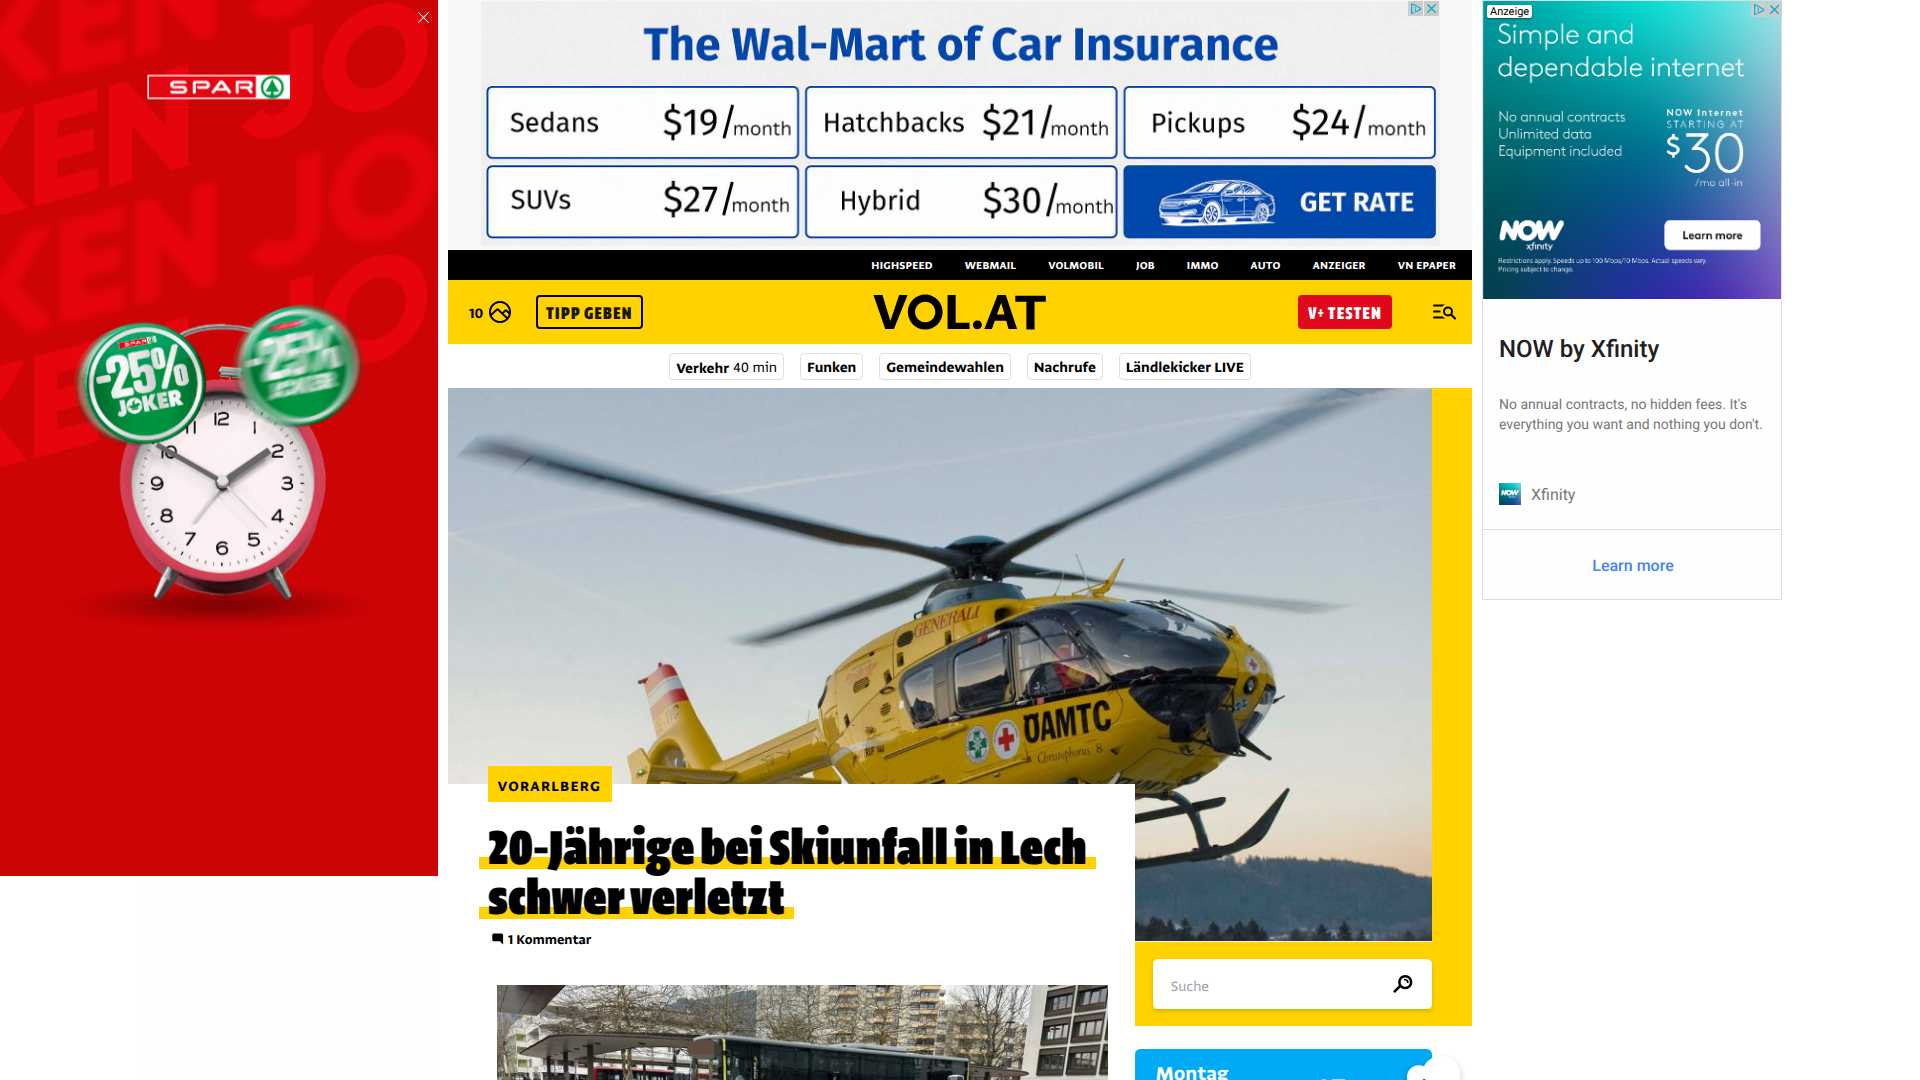 SPAR
-25%
JOKER
The Wal-Mart of Car Insurance
Sedans $19/month
Hatchbacks $21/month
Pickups $24/month
SUVs $27/month
Hybrid $30/month
GET RATE
HIGHSPEED WEBMAIL VOLMOBIL JOB IMMO AUTO ANZEIGER VN EPAPER
10 TIPP GEBEN VOL.AT V+ TESTEN
Verkehr 40 min Funken Gemeindewahlen Nachrufe Ländlekicker LIVE
GENERALI
ÖAMTC
Christophorus 8
VORARLBERG
20-Jährige bei Skiunfall in Lech
schwer verletzt
1 Kommentar
Suche
Montag
Anzeige
Simple and
dependable internet
No annual contracts
Unlimited data
Equipment included
NOW Internet
STARTING AT
$30
/mo all-in
NOW
xfinity
Learn more
Restrictions apply. Speeds up to 100 Mbps/10 Mbps. Actual speeds vary.
Pricing subject to change.
NOW by Xfinity
No annual contracts, no hidden fees. It's
everything you want and nothing you don't.
NOW Xfinity
Learn more